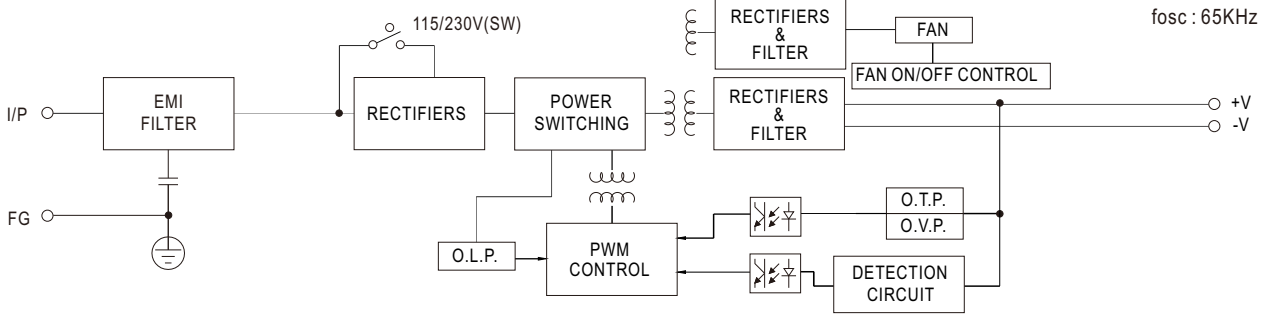 115/230V(SW)
RECTIFIERS
&
FILTER
FAN
fosc : 65KHz
FAN ON/OFF CONTROL
I/P
EMI
FILTER
RECTIFIERS
POWER
SWITCHING
RECTIFIERS
&
FILTER
+V
-V
FG
O.L.P.
PWM
CONTROL
O.T.P.
O.V.P.
DETECTION
CIRCUIT